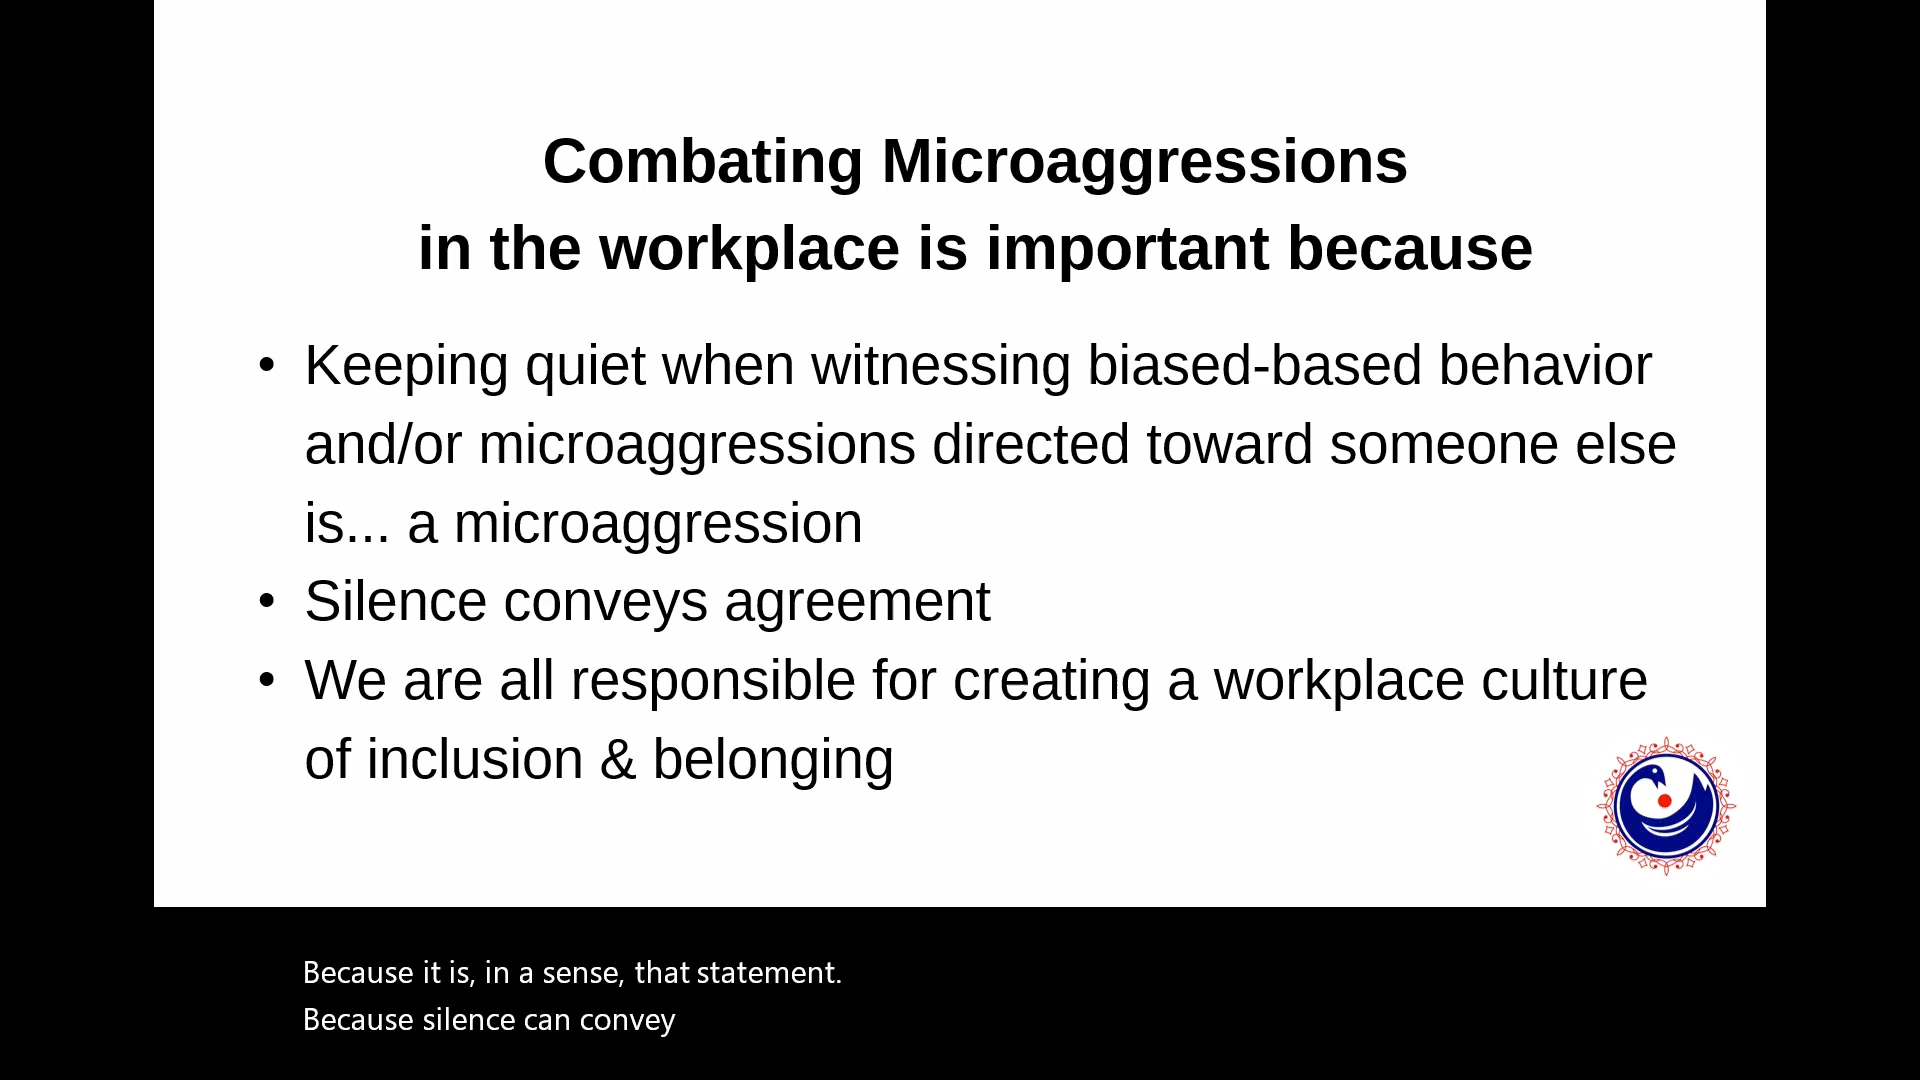 Combating Microaggressions
in the workplace is important because
• Keeping quiet when witnessing biased-based behavior
and/or microaggressions directed toward someone else
is... a microaggression
• Silence conveys agreement
• We are all responsible for creating a workplace culture
of inclusion & belonging
Because it is, in a sense, that statement.
Because silence can convey